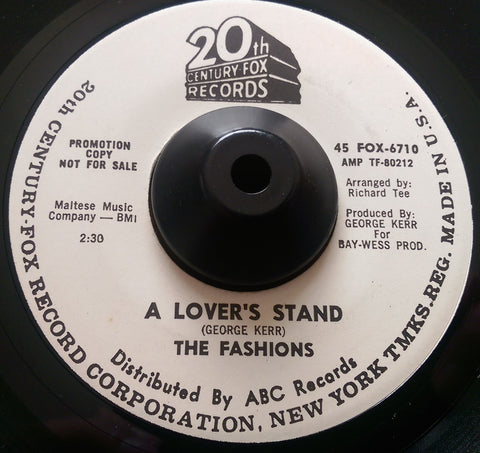 20th
CENTURY FOX
RECORDS
PROMOTION
COPY
NOT FOR SALE
Maltese Music
Company — BMI
2:30
45 FOX-6710
AMP TF-80212
Arranged by:
Richard Tee
Produced By:
GEORGE KERR
For
BAY-WESS PROD.
A LOVER'S STAND
(GEORGE KERR)
THE FASHIONS
Distributed By ABC Records
20th CENTURY-FOX RECORD CORPORATION, NEW YORK TMKS. REG. MADE IN U.S.A.